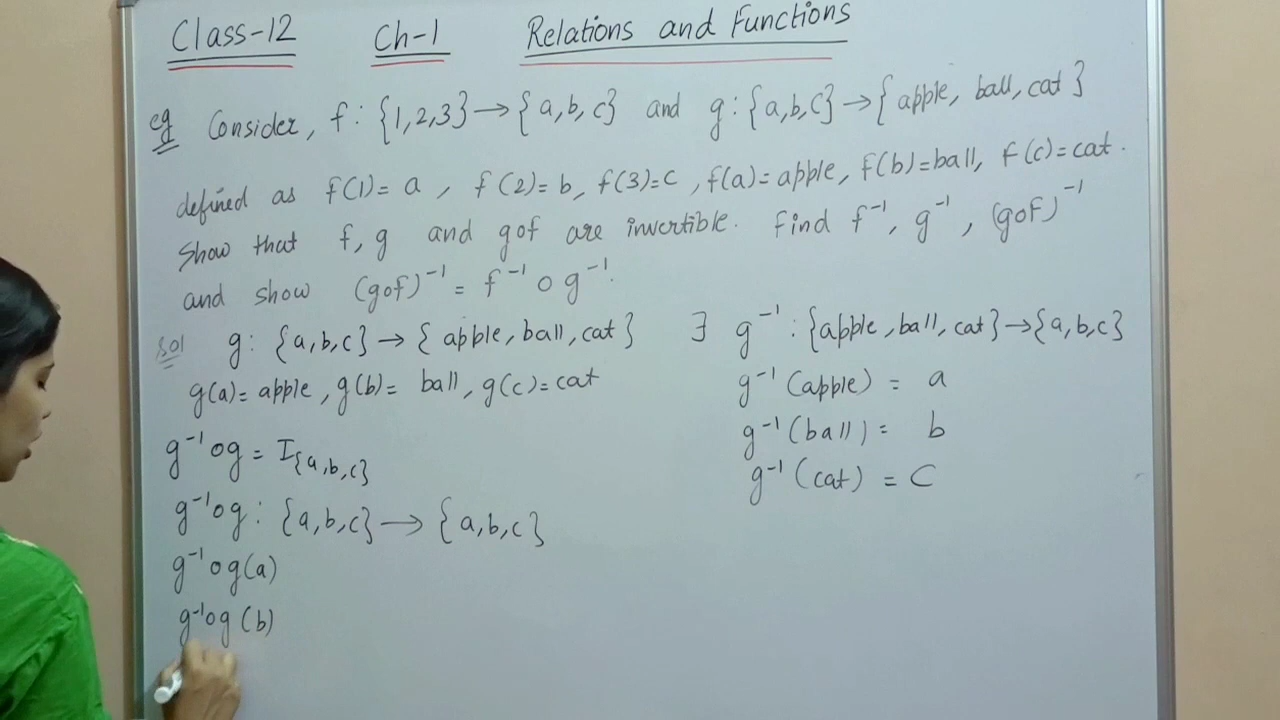 Class-12 Ch-1 Relations and Functions
eg Consider, f: {1,2,3} → {a,b,c} and g: {a,b,c} → {apple, ball, cat}
defined as f(1)= a, f(2)= b, f(3)=c, f(a)=apple, f(b)=ball, f(c)=cat.
Show that f, g and gof are invertible. Find f⁻¹, g⁻¹, (gof)⁻¹
and show (gof)⁻¹ = f⁻¹ o g⁻¹.
Sol g: {a,b,c} → {apple, ball, cat}
g(a)= apple, g(b)= ball, g(c)=cat
g⁻¹og = I{a,b,c}
g⁻¹og: {a,b,c} → {a,b,c}
g⁻¹og(a)
g⁻¹og(b)
∃ g⁻¹: {apple, ball, cat} → {a,b,c}
g⁻¹(apple) = a
g⁻¹(ball) = b
g⁻¹(cat) = c